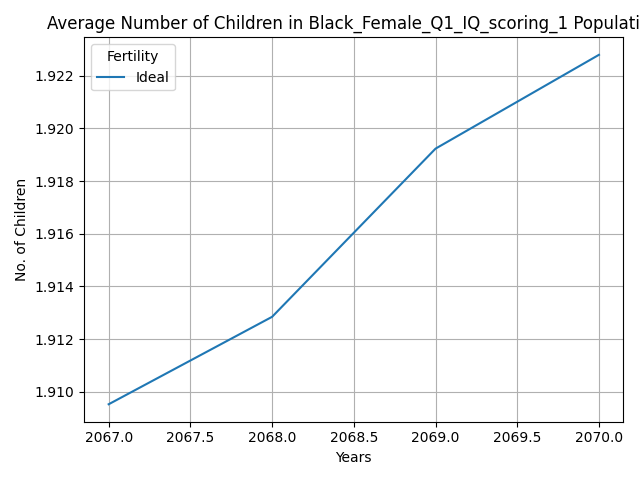 Average Number of Children in Black_Female_Q1_IQ_scoring_1 Populati
Fertility
Ideal
1.922
1.920
1.918
1.916
1.914
1.912
1.910
No. of Children
2067.0 2067.5 2068.0 2068.5 2069.0 2069.5 2070.0
Years